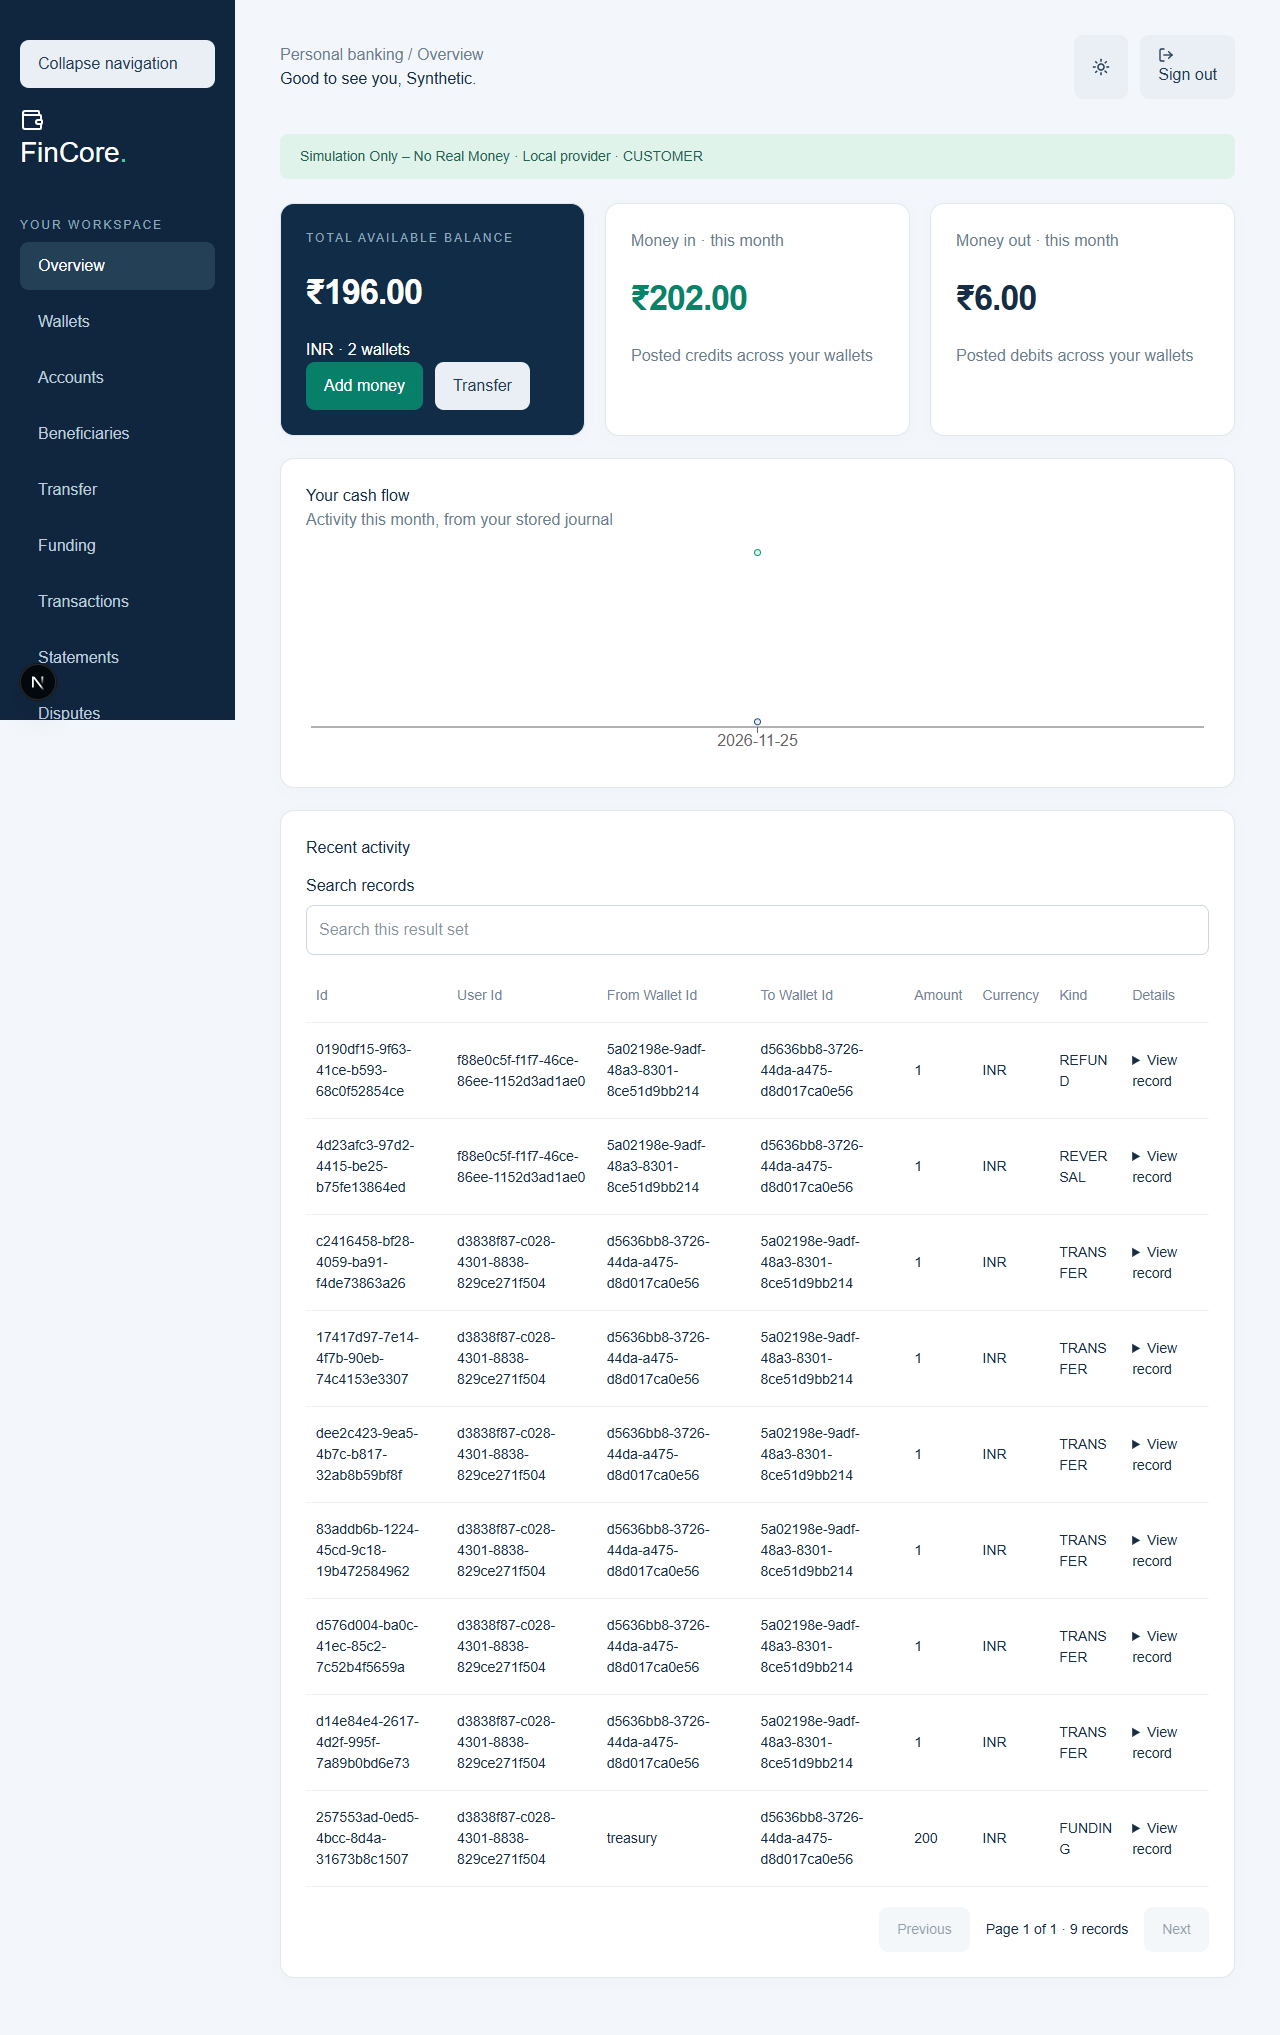 Collapse navigation
FinCore.
YOUR WORKSPACE
Overview
Wallets
Accounts
Beneficiaries
Transfer
Funding
Transactions
Statements
N
Disputes
Personal banking / Overview
Good to see you, Synthetic.
Sign out
Simulation Only – No Real Money · Local provider · CUSTOMER
TOTAL AVAILABLE BALANCE
₹196.00
INR · 2 wallets
Add money
Transfer
Money in · this month
₹202.00
Posted credits across your wallets
Money out · this month
₹6.00
Posted debits across your wallets
Your cash flow
Activity this month, from your stored journal
2026-11-25
Recent activity
Search records
Search this result set
Id User Id From Wallet Id To Wallet Id Amount Currency Kind Details
0190df15-9f63-
41ce-b593-
68c0f52854ce
f88e0c5f-f1f7-46ce-
86ee-1152d3ad1ae0
5a02198e-9adf-
48a3-8301-
8ce51d9bb214
d5636bb8-3726-
44da-a475-
d8d017ca0e56
1
INR
REFUN
D
▶ View
record
4d23afc3-97d2-
4415-be25-
b75fe13864ed
f88e0c5f-f1f7-46ce-
86ee-1152d3ad1ae0
5a02198e-9adf-
48a3-8301-
8ce51d9bb214
d5636bb8-3726-
44da-a475-
d8d017ca0e56
1
INR
REVER
SAL
▶ View
record
c2416458-bf28-
4059-ba91-
f4de73863a26
d3838f87-c028-
4301-8838-
829ce271f504
d5636bb8-3726-
44da-a475-
d8d017ca0e56
5a02198e-9adf-
48a3-8301-
8ce51d9bb214
1
INR
TRANS
FER
▶ View
record
17417d97-7e14-
4f7b-90eb-
74c4153e3307
d3838f87-c028-
4301-8838-
829ce271f504
d5636bb8-3726-
44da-a475-
d8d017ca0e56
5a02198e-9adf-
48a3-8301-
8ce51d9bb214
1
INR
TRANS
FER
▶ View
record
dee2c423-9ea5-
4b7c-b817-
32ab8b59bf8f
d3838f87-c028-
4301-8838-
829ce271f504
d5636bb8-3726-
44da-a475-
d8d017ca0e56
5a02198e-9adf-
48a3-8301-
8ce51d9bb214
1
INR
TRANS
FER
▶ View
record
83addb6b-1224-
45cd-9c18-
19b472584962
d3838f87-c028-
4301-8838-
829ce271f504
d5636bb8-3726-
44da-a475-
d8d017ca0e56
5a02198e-9adf-
48a3-8301-
8ce51d9bb214
1
INR
TRANS
FER
▶ View
record
d576d004-ba0c-
41ec-85c2-
7c52b4f5659a
d3838f87-c028-
4301-8838-
829ce271f504
d5636bb8-3726-
44da-a475-
d8d017ca0e56
5a02198e-9adf-
48a3-8301-
8ce51d9bb214
1
INR
TRANS
FER
▶ View
record
d14e84e4-2617-
4d2f-995f-
7a89b0bd6e73
d3838f87-c028-
4301-8838-
829ce271f504
d5636bb8-3726-
44da-a475-
d8d017ca0e56
5a02198e-9adf-
48a3-8301-
8ce51d9bb214
1
INR
TRANS
FER
▶ View
record
257553ad-0ed5-
4bcc-8d4a-
31673b8c1507
d3838f87-c028-
4301-8838-
829ce271f504
treasury
d5636bb8-3726-
44da-a475-
d8d017ca0e56
200
INR
FUNDIN
G
▶ View
record
Previous
Page 1 of 1 · 9 records
Next